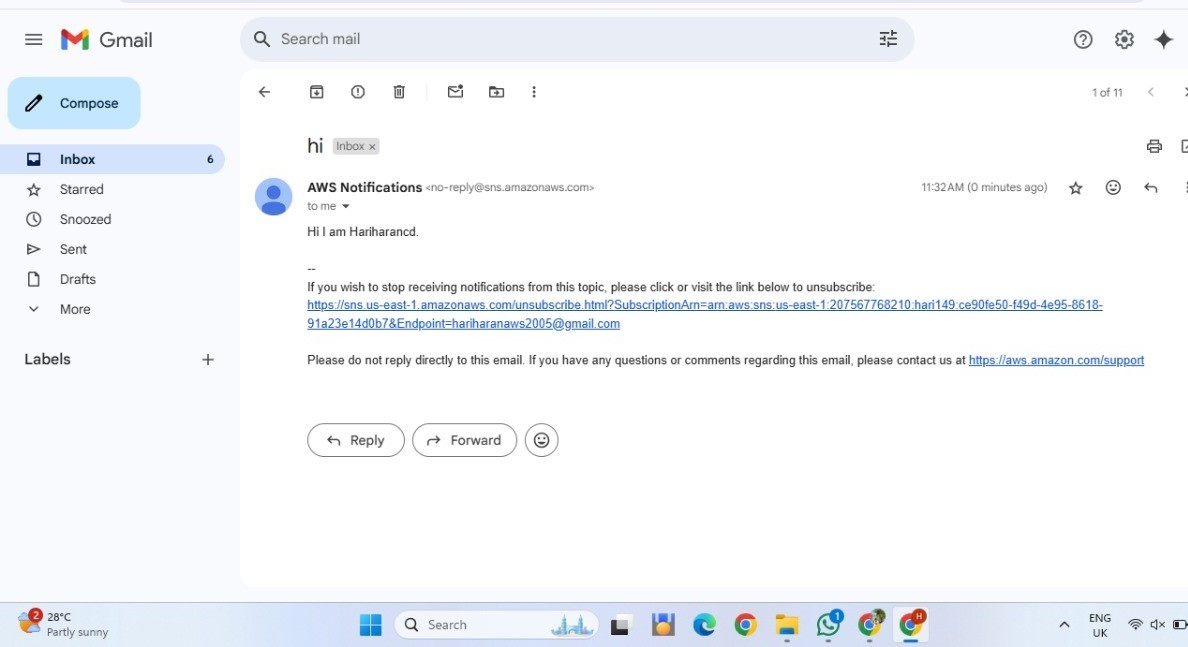 Gmail
Search mail
Compose
1 of 11
hi Inbox ×
Inbox 6
Starred
Snoozed
Sent
Drafts
More
Labels +
AWS Notifications <no-reply@sns.amazonaws.com>
11:32 AM (0 minutes ago)
to me
Hi I am Hariharancd.
--
If you wish to stop receiving notifications from this topic, please click or visit the link below to unsubscribe:
https://sns.us-east-1.amazonaws.com/unsubscribe.html?SubscriptionArn=arn:aws:sns:us-east-1:207567768210:hari149:ce90fe50-f49d-4e95-8618-
91a23e14d0b7&Endpoint=hariharanaws2005@gmail.com
Please do not reply directly to this email. If you have any questions or comments regarding this email, please contact us at https://aws.amazon.com/support
Reply
Forward
2
28°C
Partly sunny
Search
1
H
ENG
UK